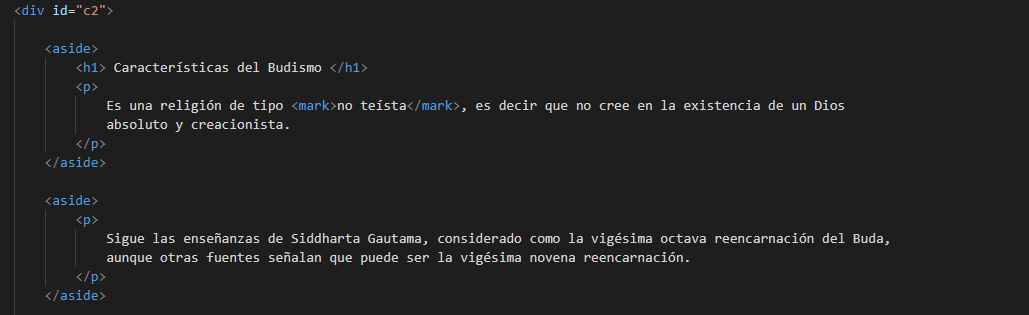 <div id="c2">
<aside>
<h1> Características del Budismo </h1>
<p>
Es una religión de tipo <mark>no teísta</mark>, es decir que no cree en la existencia de un Dios
absoluto y creacionista.
</p>
</aside>
<aside>
<p>
Sigue las enseñanzas de Siddharta Gautama, considerado como la vigésima octava reencarnación del Buda,
aunque otras fuentes señalan que puede ser la vigésima novena reencarnación.
</p>
</aside>